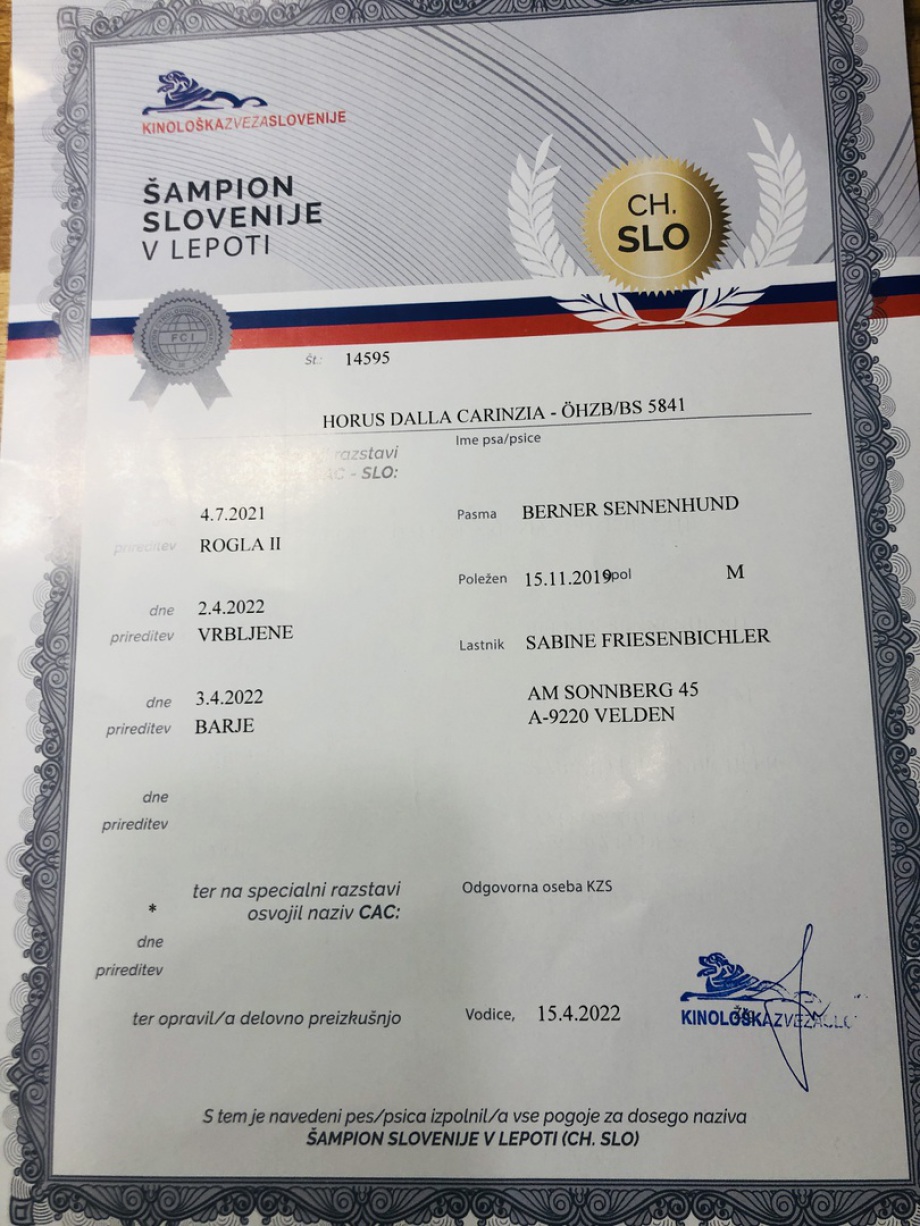 KINOLOŠKAZVEZASLOVENIJE
ŠAMPION
SLOVENIJE
V LEPOTI
CH.
SLO
FCI
Št.: 14595
HORUS DALLA CARINZIA - ÖHZB/BS 5841
Ime psa/psice
razstavi
- SLO:
4.7.2021
prireditev ROGLA II
Pasma BERNER SENNENHUND
Poležen 15.11.2019 Spol M
dne 2.4.2022
prireditev VRBLJENE
Lastnik SABINE FRIESENBICHLER
AM SONNBERG 45
A-9220 VELDEN
dne 3.4.2022
prireditev BARJE
dne
prireditev
ter na specialni razstavi
* osvojil naziv CAC:
dne
prireditev
Odgovorna oseba KZS
ter opravil/a delovno preizkušnjo
Vodice, 15.4.2022
KINOLOŠKAZVEZA
S tem je navedeni pes/psica izpolnil/a vse pogoje za dosego naziva
ŠAMPION SLOVENIJE V LEPOTI (CH. SLO)